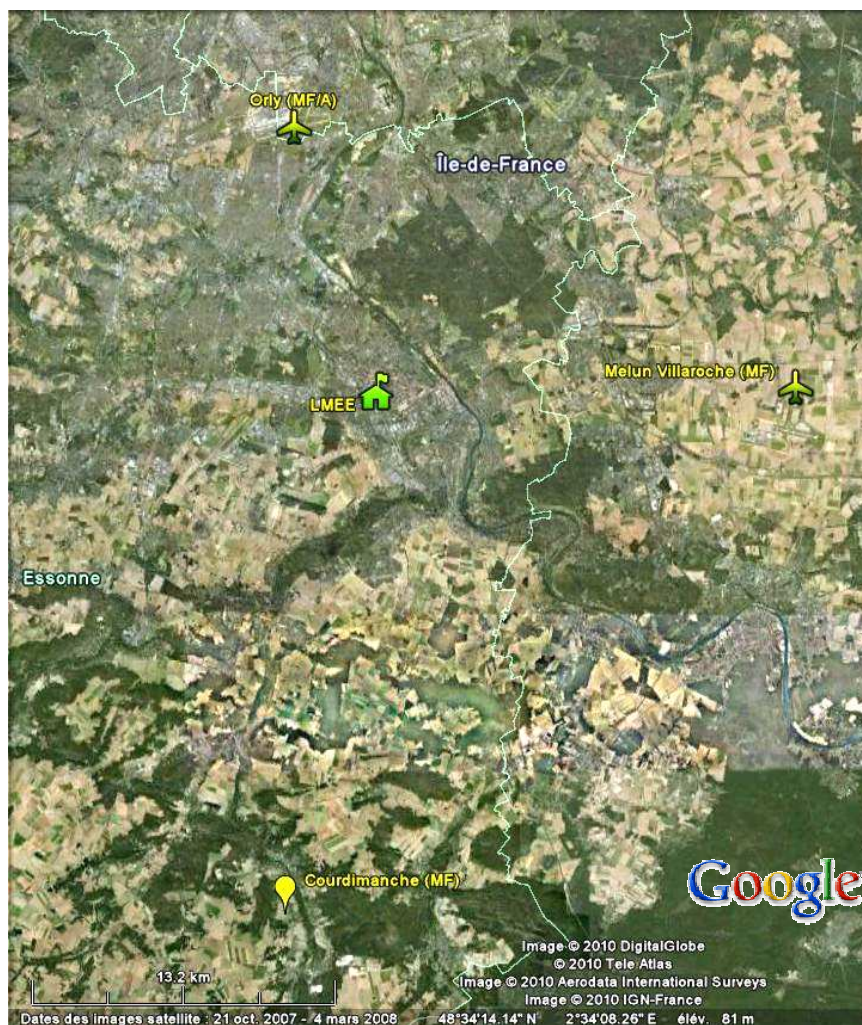 Orly (MF/A)
Île-de-France
Melun Villaroche (MF)
LMEE
Essonne
Courdimanche (MF)
Google
Image © 2010 DigitalGlobe
© 2010 Tele Atlas
13.2 km
Image © 2010 Aerodata International Surveys
Image © 2010 IGN-France
Dates des images satellite : 21 oct. 2007 - 4 mars 2008 48°34'14.14" N 2°34'08.26" E élév. 81 m